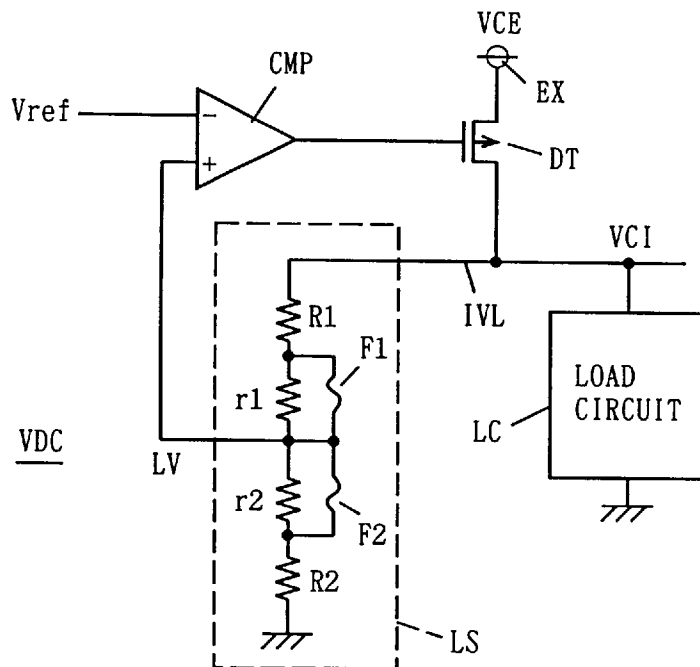 VCE
CMP
EX
Vref
−
DT
+
VCI
R1
IVL
F1
r1
LOAD
CIRCUIT
LC
VDC
LV
r2
F2
R2
LS